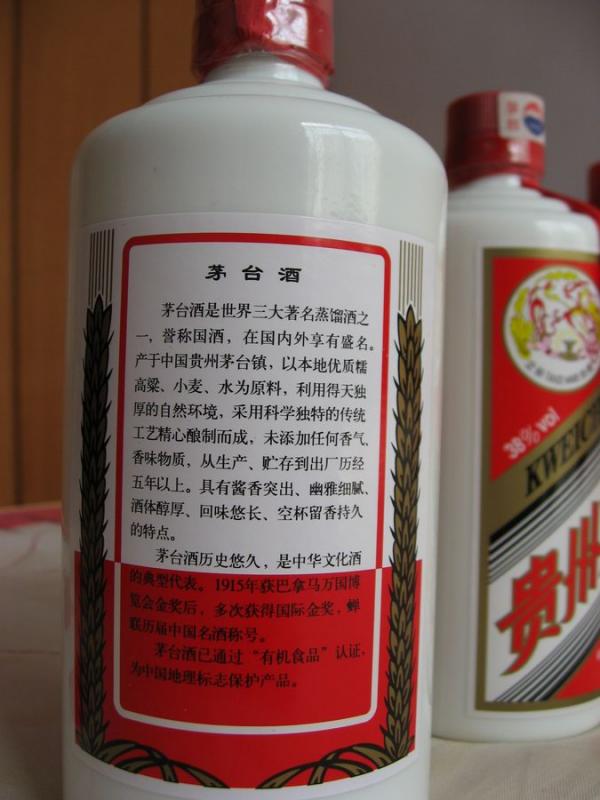 茅台酒
茅台酒是世界三大著名蒸馏酒之
一，誉称国酒，在国内外享有盛名。
产于中国贵州茅台镇，以本地优质糯
高粱、小麦、水为原料，利用得天独
厚的自然环境，采用科学独特的传统
工艺精心酿制而成，未添加任何香气、
香味物质，从生产、贮存到出厂历经
五年以上。具有酱香突出、幽雅细腻、
酒体醇厚、回味悠长、空杯留香持久
的特点。
茅台酒历史悠久，是中华文化酒
的典型代表。1915年获巴拿马万国博
览会金奖后，多次获得国际金奖，蝉
联历届中国名酒称号。
茅台酒已通过“有机食品”认证，
为中国地理标志保护产品。
38%vol
KWEIC
贵州